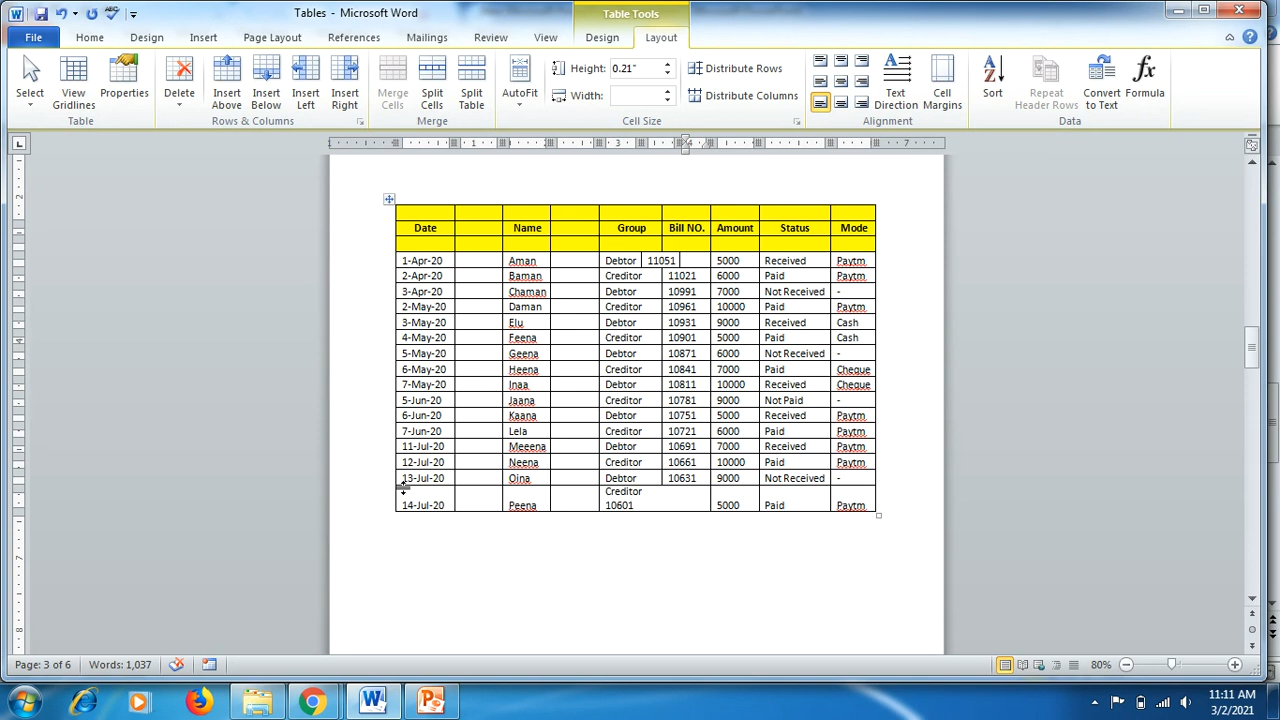 Tables - Microsoft Word
Table Tools
File Home Design Insert Page Layout References Mailings Review View Design Layout
Select
View Gridlines
Properties
Delete
Insert Above
Insert Below
Insert Left
Insert Right
Merge Cells
Split Cells
Split Table
AutoFit
Height: 0.21"
Width:
Distribute Rows
Distribute Columns
Text Direction
Cell Margins
Sort
Repeat Header Rows
Convert to Text
Formula
Table Rows & Columns Merge Cell Size Alignment Data
Date Name Group Bill NO. Amount Status Mode
1-Apr-20 Aman Debtor 11051 5000 Received Paytm
2-Apr-20 Baman Creditor 11021 6000 Paid Paytm
3-Apr-20 Chaman Debtor 10991 7000 Not Received -
2-May-20 Daman Creditor 10961 10000 Paid Paytm
3-May-20 Elu Debtor 10931 9000 Received Cash
4-May-20 Feena Creditor 10901 5000 Paid Cash
5-May-20 Geena Debtor 10871 6000 Not Received -
6-May-20 Heena Creditor 10841 7000 Paid Cheque
7-May-20 Inaa Debtor 10811 10000 Received Cheque
5-Jun-20 Jaana Creditor 10781 9000 Not Paid -
6-Jun-20 Kaana Debtor 10751 5000 Received Paytm
7-Jun-20 Lela Creditor 10721 6000 Paid Paytm
11-Jul-20 Meeena Debtor 10691 7000 Received Paytm
12-Jul-20 Neena Creditor 10661 10000 Paid Paytm
13-Jul-20 Oina Debtor 10631 9000 Not Received -
Creditor
14-Jul-20 Peena 10601 5000 Paid Paytm
Page: 3 of 6 Words: 1,037 80%
11:11 AM
3/2/2021